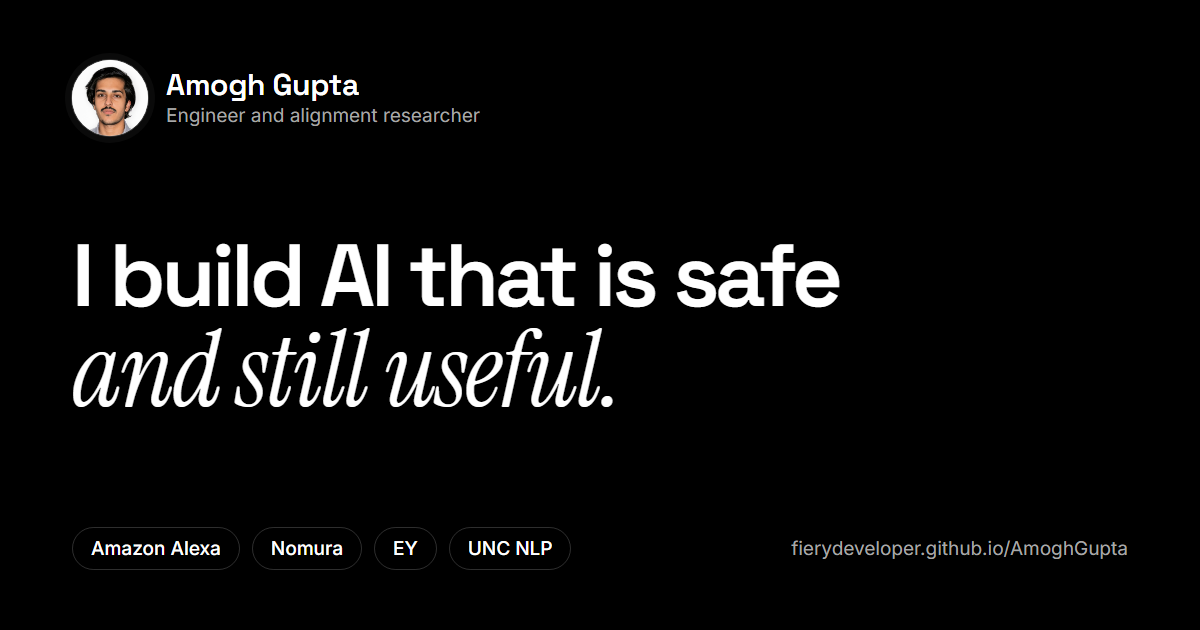 Amogh Gupta
Engineer and alignment researcher
I build AI that is safe
and still useful.
Amazon Alexa
Nomura
EY
UNC NLP
fierydeveloper.github.io/AmoghGupta